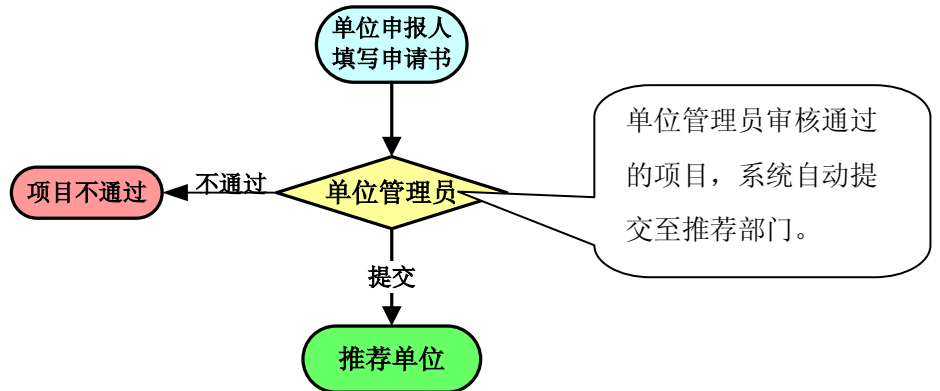 单位申报人
填写申请书
单位管理员审核通过
的项目，系统自动提
交至推荐部门。
项目不通过
不通过
单位管理员
提交
推荐单位